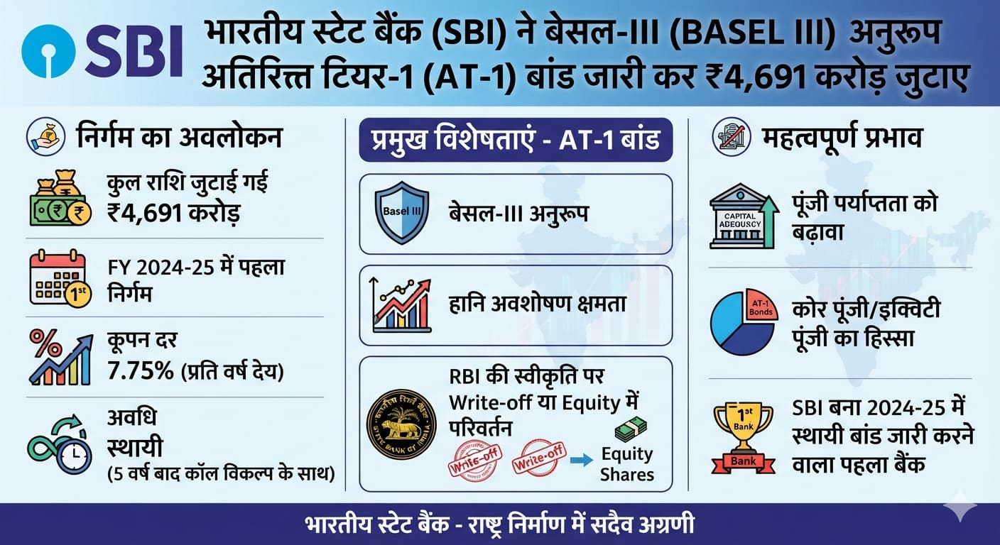 SBI
भारतीय स्टेट बैंक (SBI) ने बेसल-III (BASEL III) अनुरूप
अतिरित्त टियर-1 (AT-1) बांड जारी कर ₹4,691 करोड़ जुटाए
निर्गम का अवलोकन
कुल राशि जुटाई गई
₹4,691 करोड़
FY 2024-25 में पहला
निर्गम
1st
कूपन दर
7.75% (प्रति वर्ष देय)
अवधि
स्थायी
(5 वर्ष बाद कॉल विकल्प के साथ)
प्रमुख विशेषताएं - AT-1 बांड
Basel III
बेसल-III अनुरूप
हानि अवशोषण क्षमता
RBI की स्वीकृति पर
Write-off या Equity में
परिवर्तन
Write-off
Write-off
Equity
Shares
महत्वपूर्ण प्रभाव
CAPITAL
पूंजी पर्याप्तता को
बढ़ावा
AT-1
Bonds
कोर पूंजी/इक्विटी
पूंजी का हिस्सा
1st
Bank
Bank
SBI बना 2024-25 में
स्थायी बांड जारी करने
वाला पहला बैंक
भारतीय स्टेट बैंक - राष्ट्र निर्माण में सदैव अग्रणी